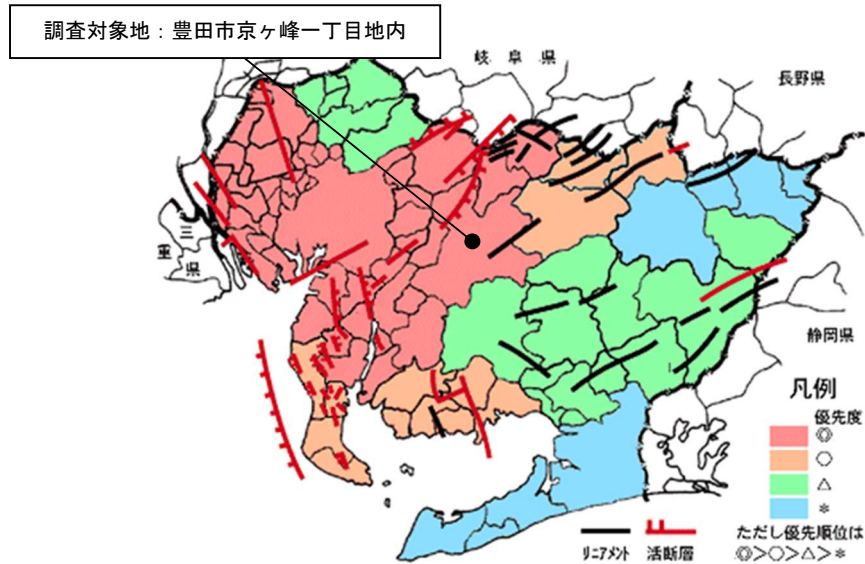 調査対象地：豊田市京ヶ峰一丁目地内
岐阜県
長野県
三重県
静岡県
凡例
優先度
◎
○
△
＊
リニアメント
活断層
ただし優先順位は
◎>○>△>＊